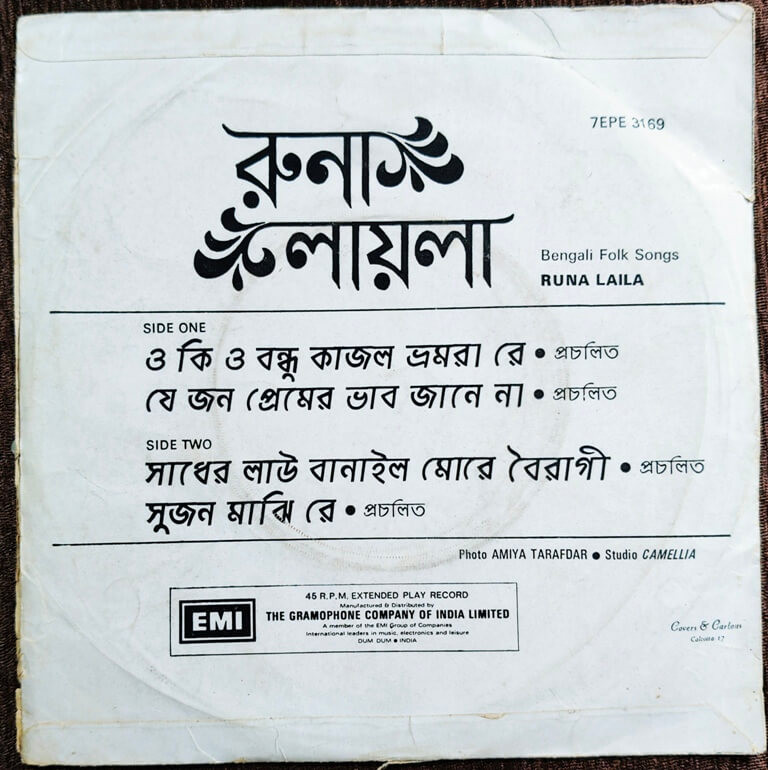 7EPE 3169
রুনা
লায়লা
Bengali Folk Songs
RUNA LAILA
SIDE ONE
ও কি ও বন্ধু কাজল ভ্রমরা রে • প্রচলিত
যে জন প্রেমের ভাব জানে না • প্রচলিত
SIDE TWO
সাধের লাউ বানাইল মোরে বৈরাগী • প্রচলিত
সুজন মাঝি রে • প্রচলিত
Photo AMIYA TARAFDAR • Studio CAMELLIA
EMI
45 R.P.M. EXTENDED PLAY RECORD
Manufactured & Distributed by
THE GRAMOPHONE COMPANY OF INDIA LIMITED
A member of the EMI Group of Companies
International leaders in music, electronics and leisure
DUM DUM • INDIA
Covers & Cartons
Calcutta 17